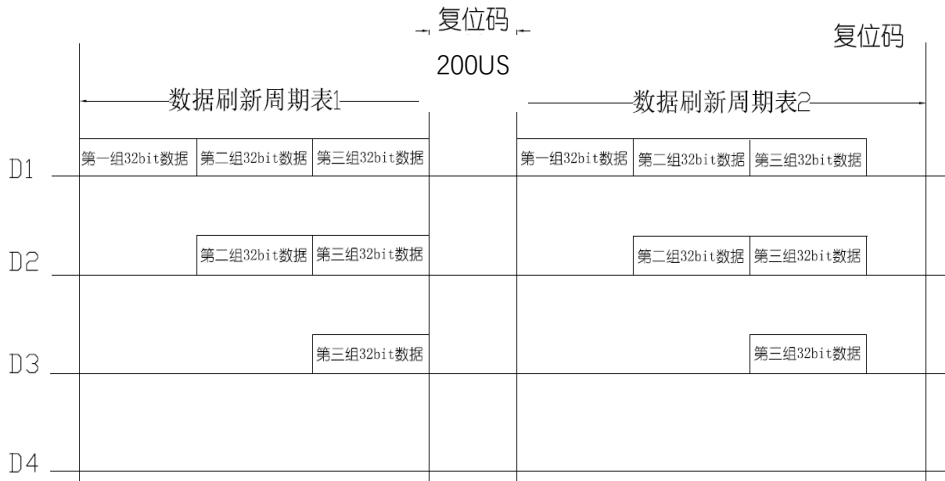 复位码
复位码
200US
数据刷新周期表1
数据刷新周期表2
D1
第一组32bit数据
第二组32bit数据
第三组32bit数据
第一组32bit数据
第二组32bit数据
第三组32bit数据
D2
第二组32bit数据
第三组32bit数据
第二组32bit数据
第三组32bit数据
D3
第三组32bit数据
第三组32bit数据
D4